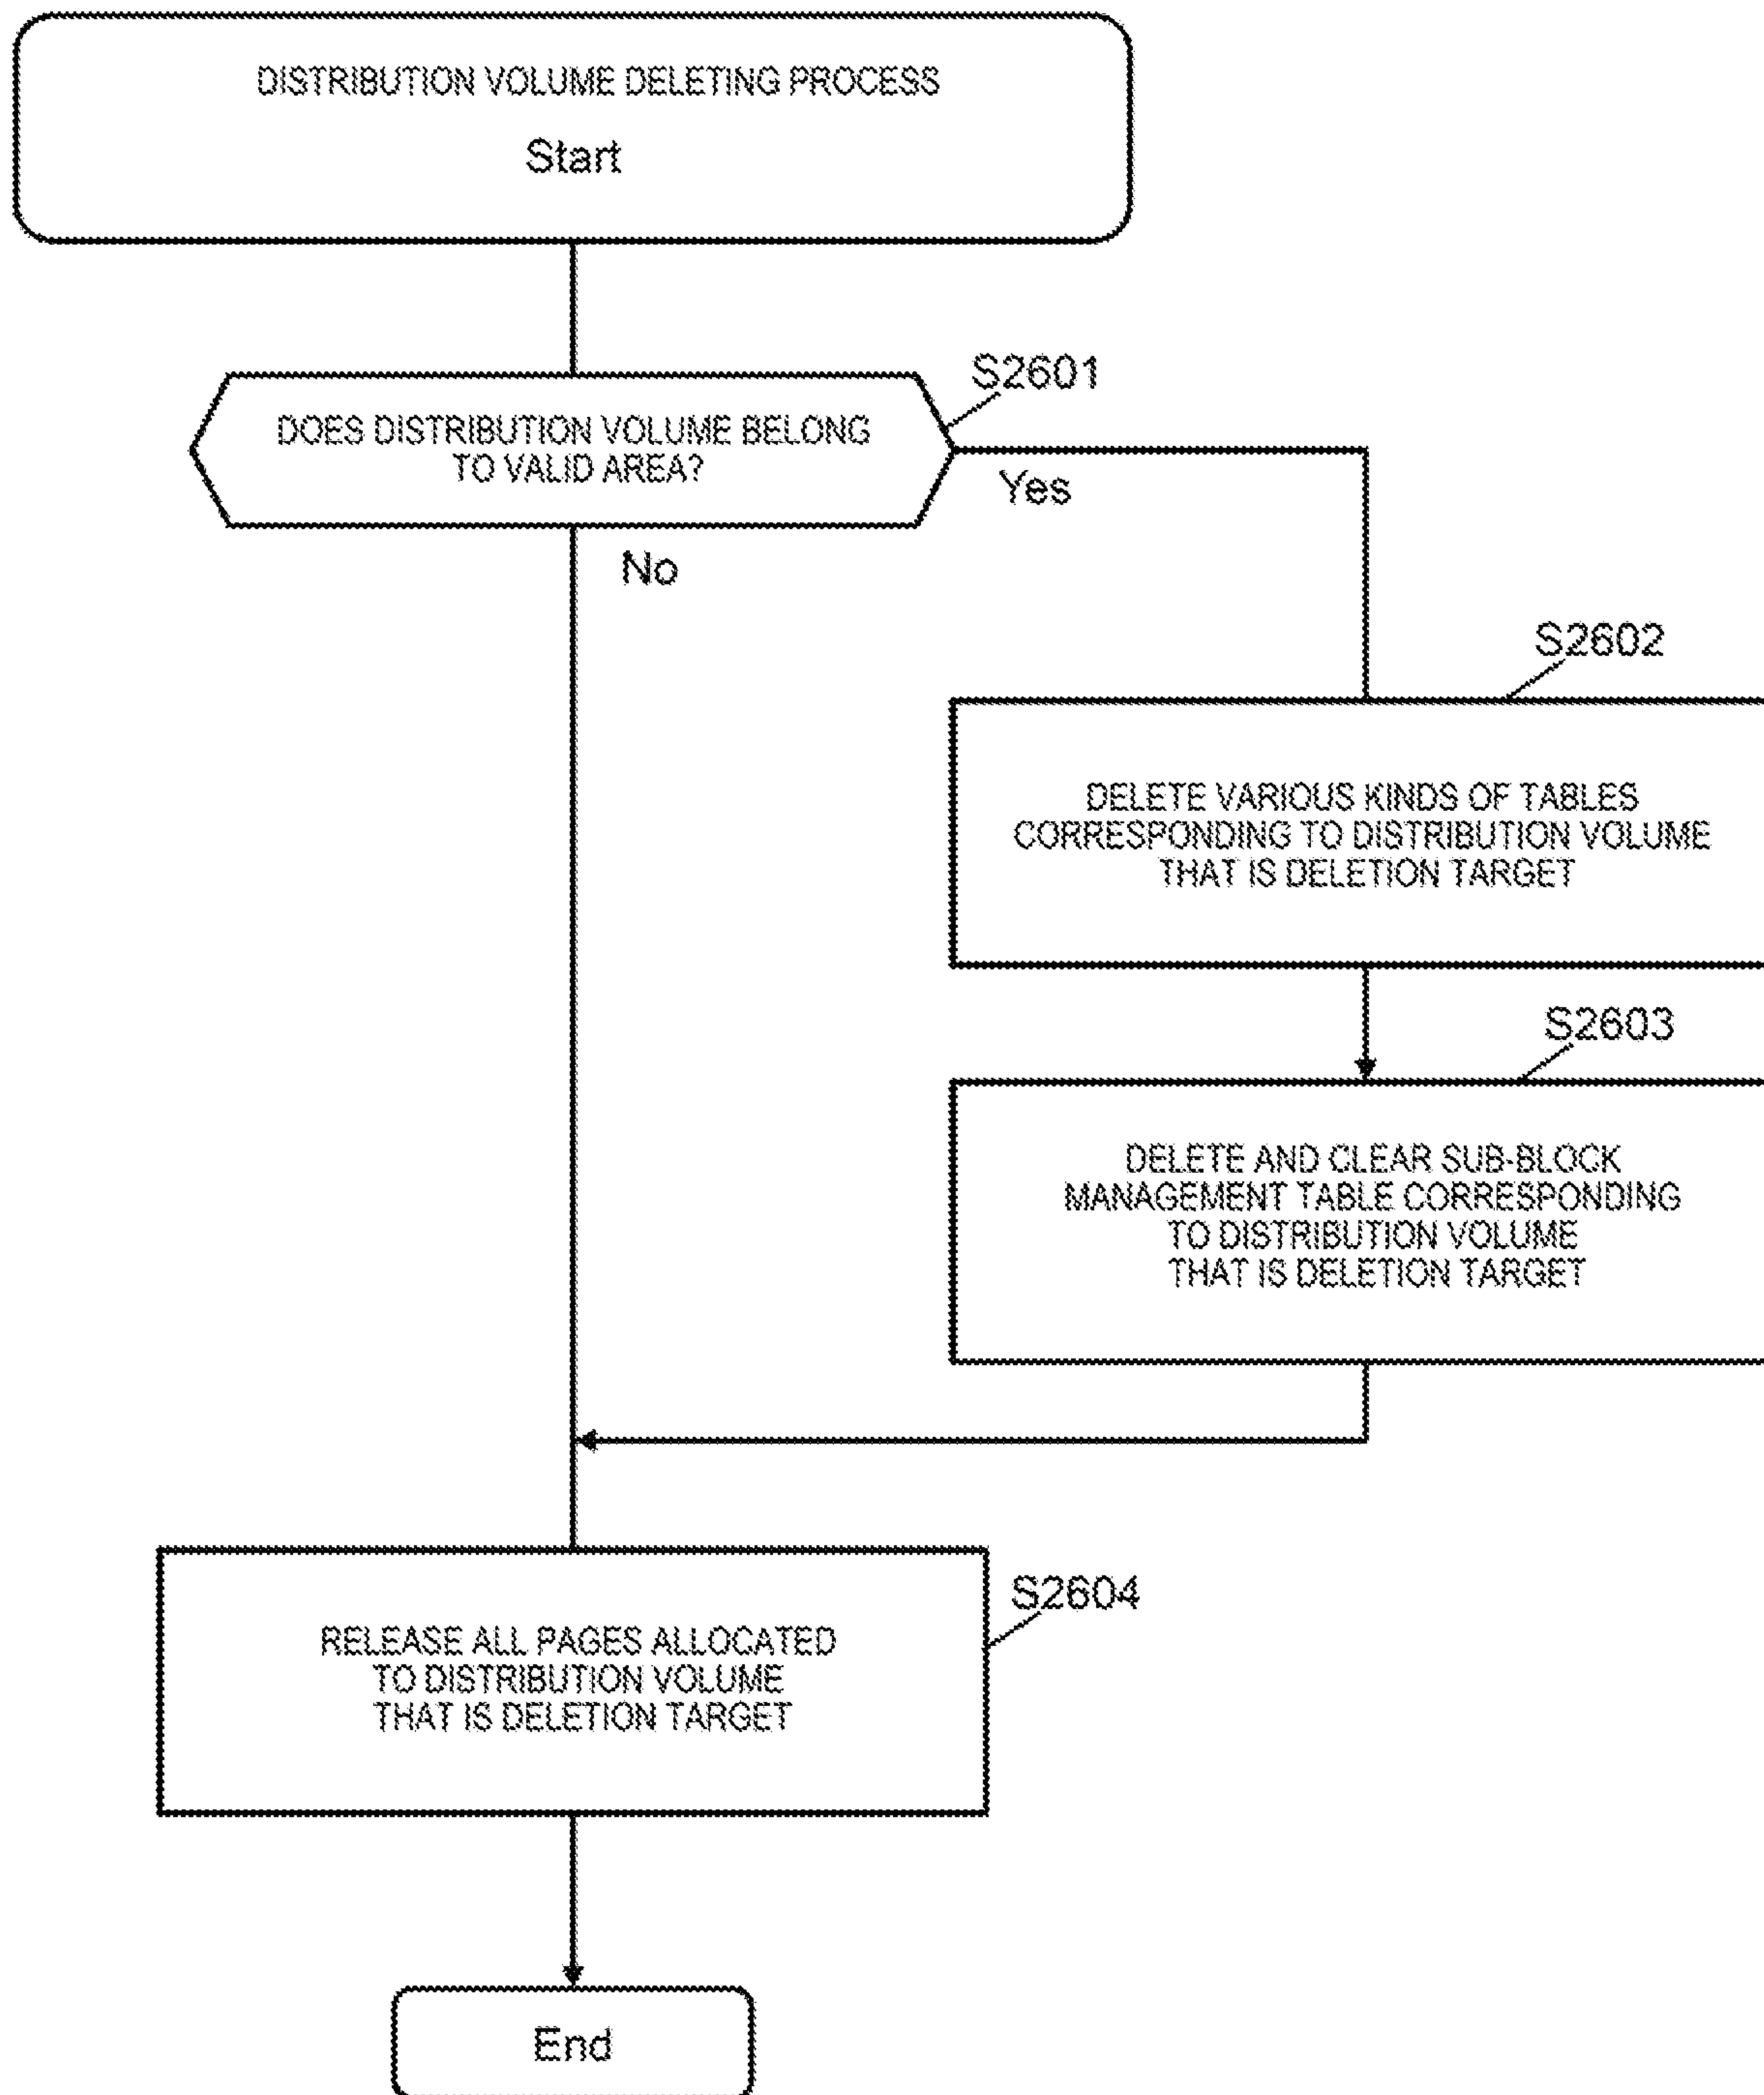 DISTRIBUTION VOLUME DELETING PROCESS
Start
S2601
DOES DISTRIBUTION VOLUME BELONG
TO VALID AREA?
Yes
No
S2602
DELETE VARIOUS KINDS OF TABLES
CORRESPONDING TO DISTRIBUTION VOLUME
THAT IS DELETION TARGET
S2603
DELETE AND CLEAR SUB-BLOCK
MANAGEMENT TABLE CORRESPONDING
TO DISTRIBUTION VOLUME
THAT IS DELETION TARGET
S2604
RELEASE ALL PAGES ALLOCATED
TO DISTRIBUTION VOLUME
THAT IS DELETION TARGET
End